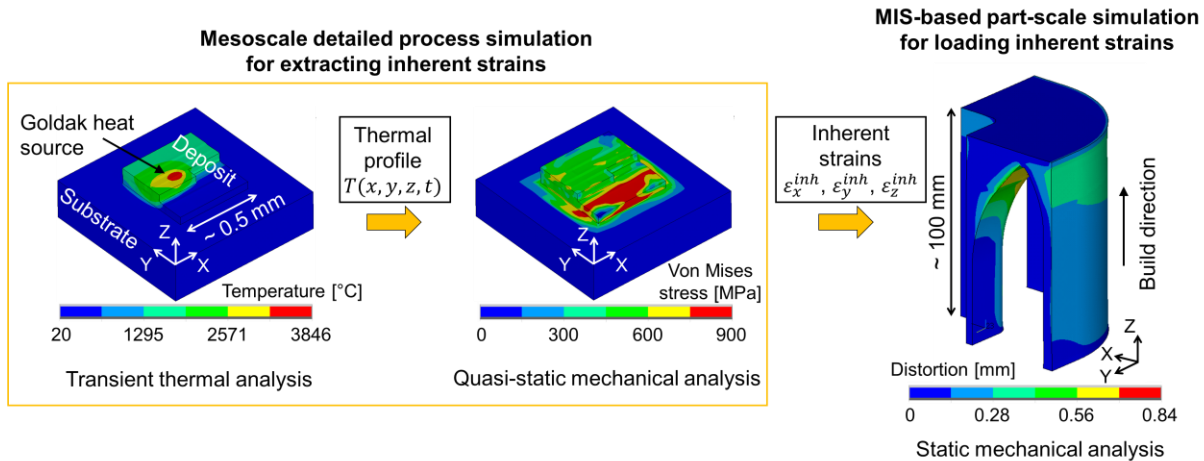 Mesoscale detailed process simulation
for extracting inherent strains
MIS-based part-scale simulation
for loading inherent strains
Goldak heat
source
Deposit
Substrate
~ 0.5 mm
Z
Y
X
Temperature [°C]
20 1295 2571 3846
Transient thermal analysis
Thermal
profile
T(x, y, z, t)
Z
Y
X
Von Mises
stress [MPa]
0 300 600 900
Quasi-static mechanical analysis
Inherent
strains
ε_x^{inh}, ε_y^{inh}, ε_z^{inh}
~ 100 mm
Build direction
Z
X
Y
Distortion [mm]
0 0.28 0.56 0.84
Static mechanical analysis